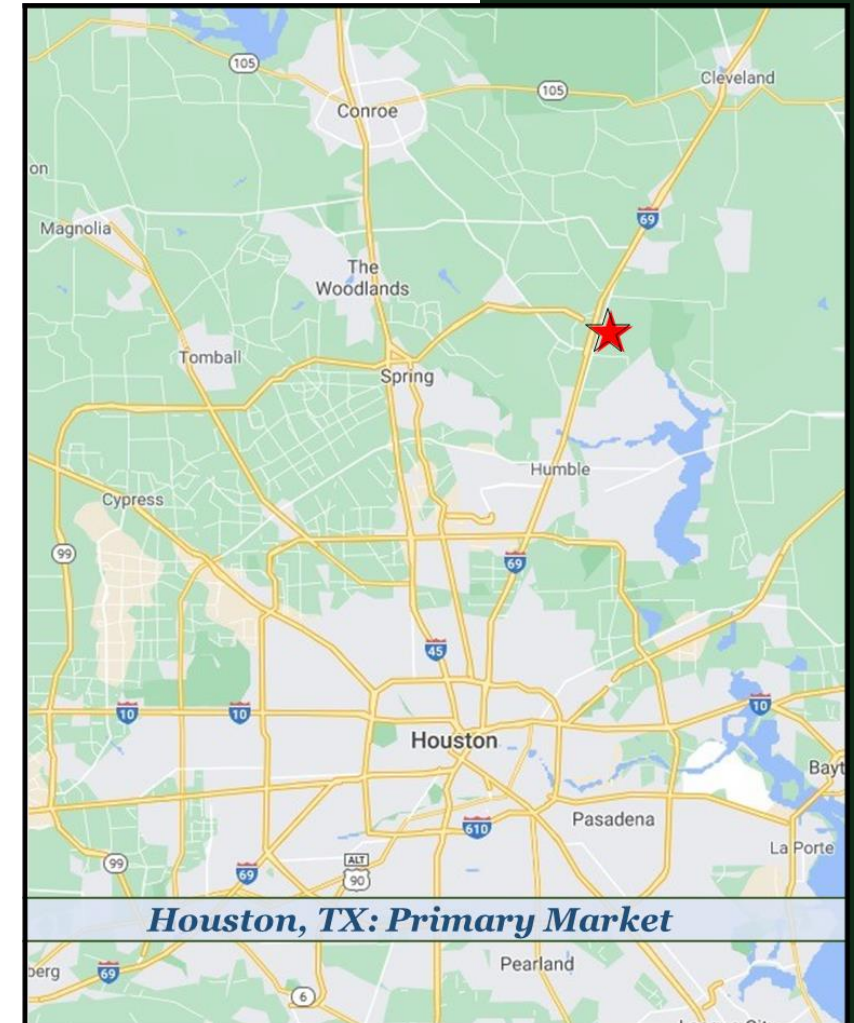 105
Cleveland
105
Conroe
on
69
Magnolia
The
Woodlands
Tomball
Spring
Humble
Cypress
99
69
45
10
10
10
Houston
Bayt
Pasadena
610
La Porte
99
69
ALT
90
Houston, TX: Primary Market
berg
69
Pearland
6